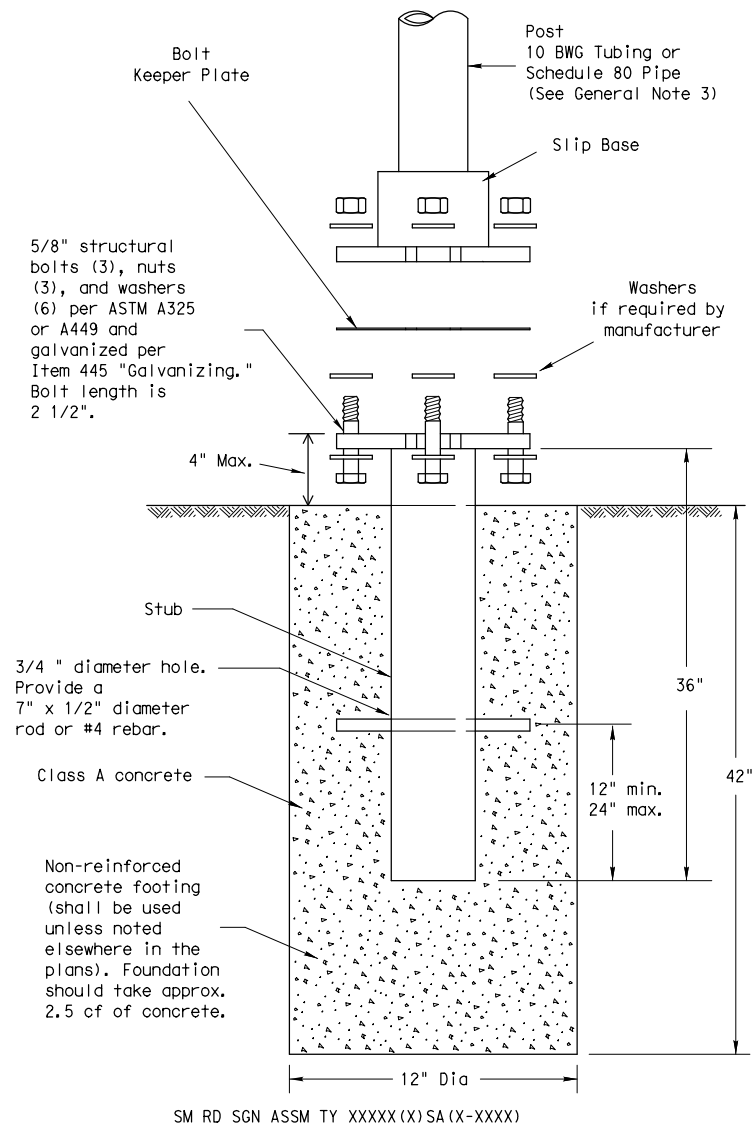 Post
10 BWG Tubing or
Schedule 80 Pipe
(See General Note 3)
Bolt
Keeper Plate
Slip Base
5/8" structural
bolts (3), nuts
(3), and washers
(6) per ASTM A325
or A449 and
galvanized per
Item 445 "Galvanizing."
Bolt length is
2 1/2".
Washers
if required by
manufacturer
4" Max.
Stub
3/4 " diameter hole.
Provide a
7" x 1/2" diameter
rod or #4 rebar.
36"
12" min.
24" max.
42"
Class A concrete
Non-reinforced
concrete footing
(shall be used
unless noted
elsewhere in the
plans). Foundation
should take approx.
2.5 cf of concrete.
12" Dia
SM RD SGN ASSM TY XXXXX(X)SA(X-XXXX)